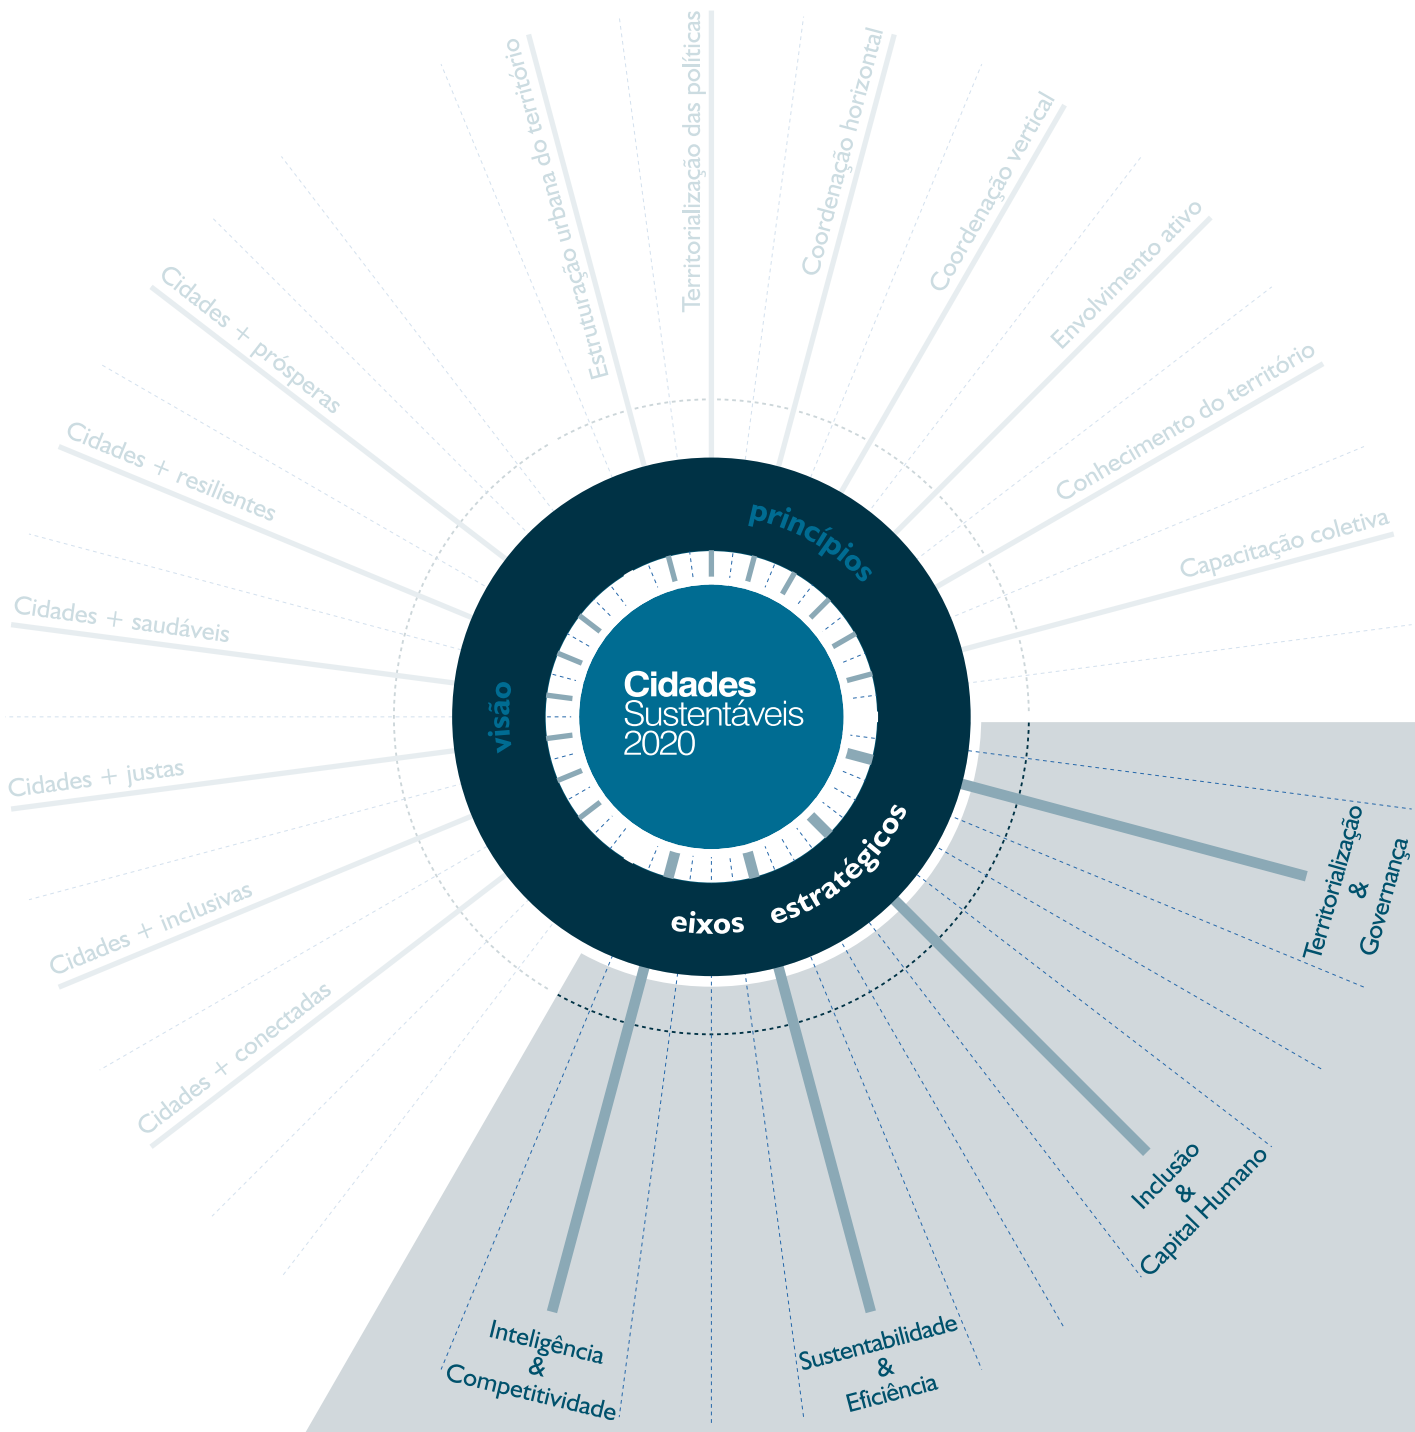 Cidades
Sustentáveis
2020
princípios
Estruturação urbana do território
Territorialização das políticas
Coordenação horizontal
Coordenação vertical
Envolvimento ativo
Conhecimento do território
Capacitação coletiva
eixos estratégicos
Territorialização
&
Governança
Inclusão
&
Capital Humano
Sustentabilidade
&
Eficiência
Inteligência
&
Competitividade
visão
Cidades + conectadas
Cidades + inclusivas
Cidades + justas
Cidades + saudáveis
Cidades + resilientes
Cidades + prósperas